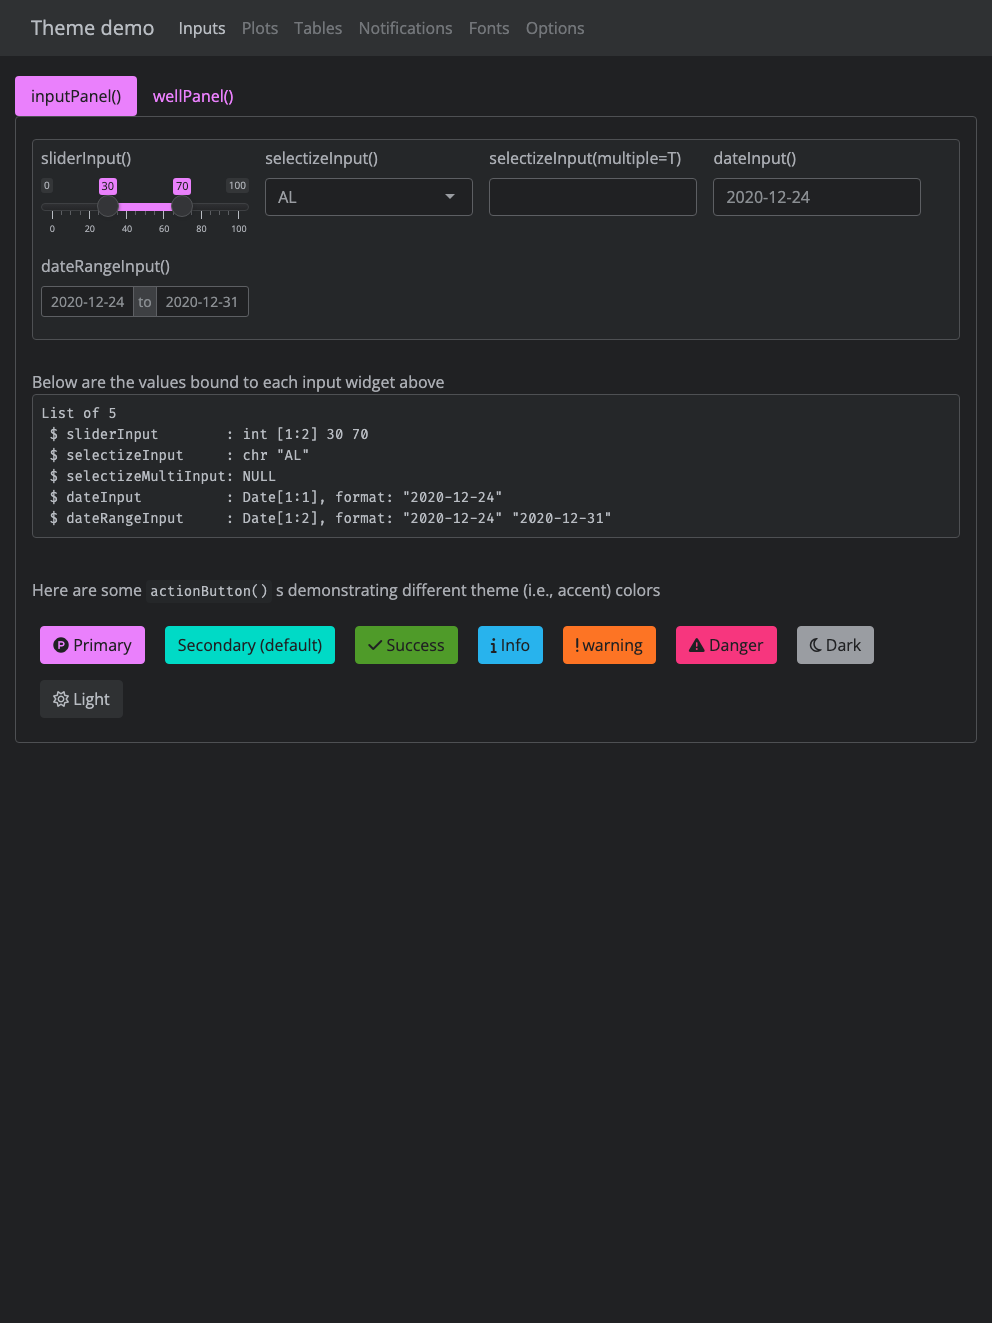 Theme demo Inputs Plots Tables Notifications Fonts Options
inputPanel() wellPanel()
sliderInput() selectizeInput() selectizeInput(multiple=T) dateInput()
0 30 70 100
AL 2020-12-24
0 20 40 60 80 100
dateRangeInput()
2020-12-24 to 2020-12-31
Below are the values bound to each input widget above
List of 5
 $ sliderInput        : int [1:2] 30 70
 $ selectizeInput     : chr "AL"
 $ selectizeMultiInput: NULL
 $ dateInput          : Date[1:1], format: "2020-12-24"
 $ dateRangeInput     : Date[1:2], format: "2020-12-24" "2020-12-31"
Here are some actionButton() s demonstrating different theme (i.e., accent) colors
P Primary Secondary (default) Success Info warning Danger Dark
Light